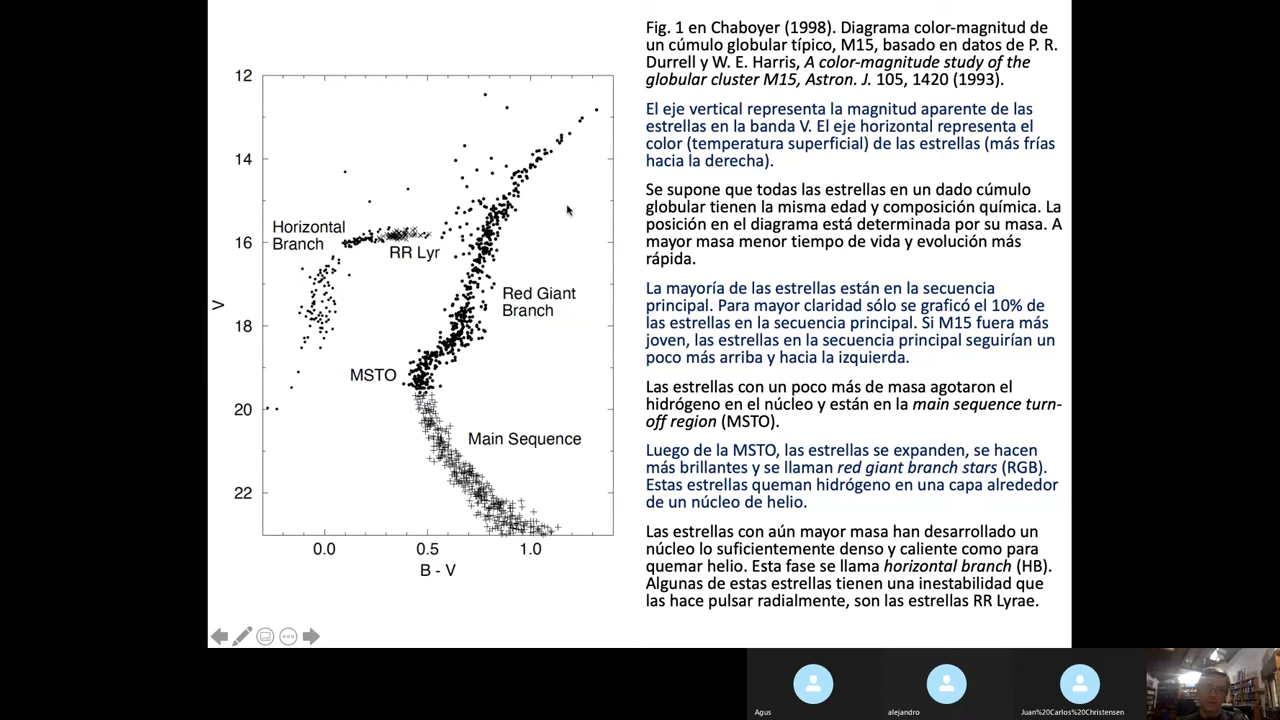 Fig. 1 en Chaboyer (1998). Diagrama color-magnitud de
un cúmulo globular típico, M15, basado en datos de P. R.
Durrell y W. E. Harris, A color-magnitude study of the
globular cluster M15, Astron. J. 105, 1420 (1993).
El eje vertical representa la magnitud aparente de las
estrellas en la banda V. El eje horizontal representa el
color (temperatura superficial) de las estrellas (más frías
hacia la derecha).
Se supone que todas las estrellas en un dado cúmulo
globular tienen la misma edad y composición química. La
posición en el diagrama está determinada por su masa. A
mayor masa menor tiempo de vida y evolución más
rápida.
La mayoría de las estrellas están en la secuencia
principal. Para mayor claridad sólo se graficó el 10% de
las estrellas en la secuencia principal. Si M15 fuera más
joven, las estrellas en la secuencia principal seguirían un
poco más arriba y hacia la izquierda.
Las estrellas con un poco más de masa agotaron el
hidrógeno en el núcleo y están en la main sequence turn-
off region (MSTO).
Luego de la MSTO, las estrellas se expanden, se hacen
más brillantes y se llaman red giant branch stars (RGB).
Estas estrellas queman hidrógeno en una capa alrededor
de un núcleo de helio.
Las estrellas con aún mayor masa han desarrollado un
núcleo lo suficientemente denso y caliente como para
quemar helio. Esta fase se llama horizontal branch (HB).
Algunas de estas estrellas tienen una inestabilidad que
las hace pulsar radialmente, son las estrellas RR Lyrae.
12
14
16
18
20
22
V
Horizontal
Branch
RR Lyr
Red Giant
Branch
MSTO
Main Sequence
0.0
0.5
1.0
B - V
Agus
alejandro
Juan%20Carlos%20Christensen